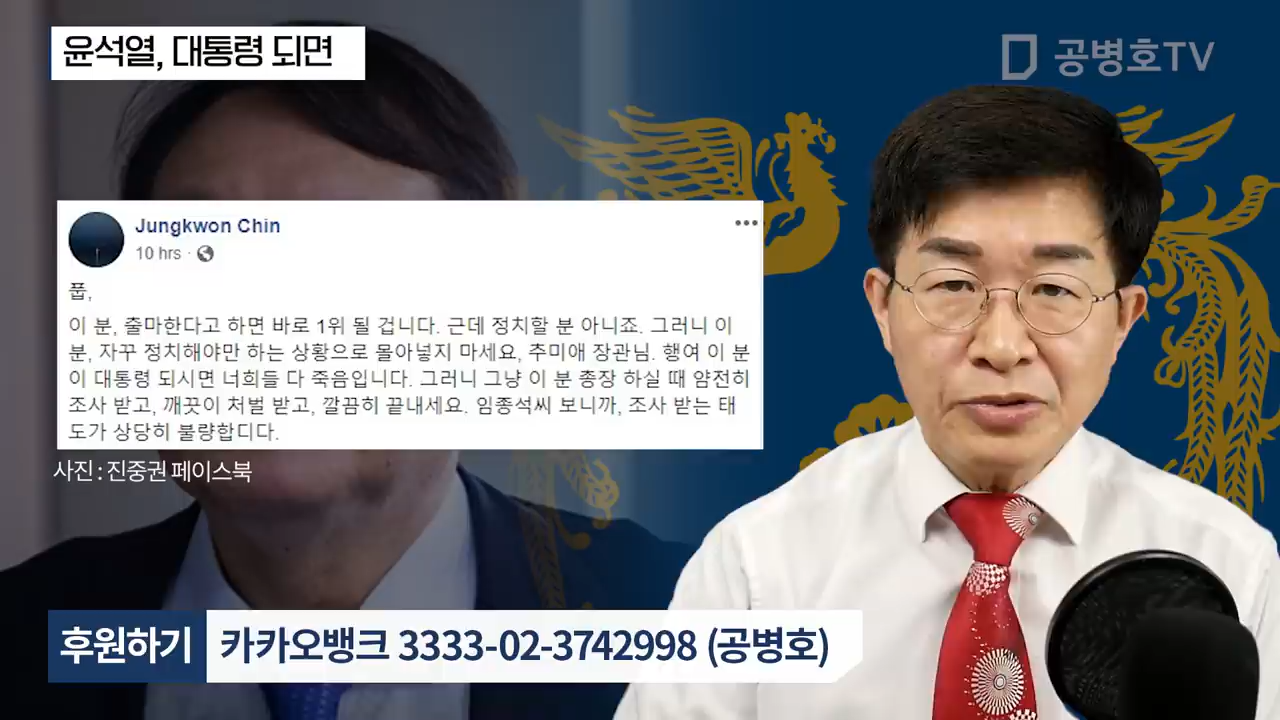 윤석열, 대통령 되면
공병호TV
Jungkwon Chin
10 hrs ·
풉,
이 분, 출마한다고 하면 바로 1위 될 겁니다. 근데 정치할 분 아니죠. 그러니 이
분, 자꾸 정치해야만 하는 상황으로 몰아넣지 마세요, 추미애 장관님. 행여 이 분
이 대통령 되시면 너희들 다 죽음입니다. 그러니 그냥 이 분 총장 하실 때 얌전히
조사 받고, 깨끗이 처벌 받고, 깔끔히 끝내세요. 임종석씨 보니까, 조사 받는 태
도가 상당히 불량합디다.
사진 : 진중권 페이스북
후원하기 카카오뱅크 3333-02-3742998 (공병호)